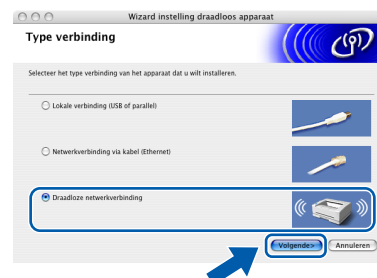 Wizard instelling draadloos apparaat
Type verbinding
Selecteer het type verbinding van het apparaat dat u wilt installeren.
Lokale verbinding (USB of parallel)
Netwerkverbinding via kabel (Ethernet)
Draadloze netwerkverbinding
Volgende> Annuleren